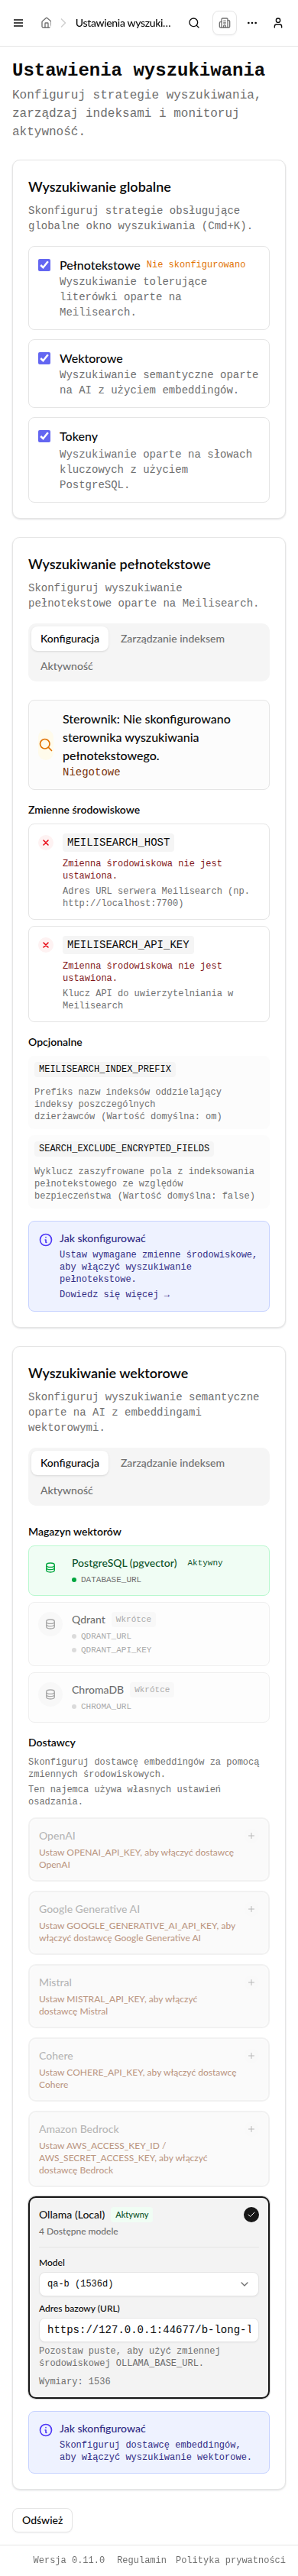 Ustawienia wyszuki...
Ustawienia wyszukiwania
Konfiguruj strategie wyszukiwania,
zarządzaj indeksami i monitoruj
aktywność.
Wyszukiwanie globalne
Skonfiguruj strategie obsługujące
globalne okno wyszukiwania (Cmd+K).
Pełnotekstowe Nie skonfigurowano
Wyszukiwanie tolerujące
literówki oparte na
Meilisearch.
Wektorowe
Wyszukiwanie semantyczne oparte
na AI z użyciem embeddingów.
Tokeny
Wyszukiwanie oparte na słowach
kluczowych z użyciem
PostgreSQL.
Wyszukiwanie pełnotekstowe
Skonfiguruj wyszukiwanie
pełnotekstowe oparte na Meilisearch.
Konfiguracja Zarządzanie indeksem
Aktywność
Sterownik: Nie skonfigurowano
sterownika wyszukiwania
pełnotekstowego.
Niegotowe
Zmienne środowiskowe
MEILISEARCH_HOST
Zmienna środowiskowa nie jest
ustawiona.
Adres URL serwera Meilisearch (np.
http://localhost:7700)
MEILISEARCH_API_KEY
Zmienna środowiskowa nie jest
ustawiona.
Klucz API do uwierzytelniania w
Meilisearch
Opcjonalne
MEILISEARCH_INDEX_PREFIX
Prefiks nazw indeksów oddzielający
indeksy poszczególnych
dzierżawców (Wartość domyślna: om)
SEARCH_EXCLUDE_ENCRYPTED_FIELDS
Wyklucz zaszyfrowane pola z indeksowania
pełnotekstowego ze względów
bezpieczeństwa (Wartość domyślna: false)
Jak skonfigurować
Ustaw wymagane zmienne środowiskowe,
aby włączyć wyszukiwanie
pełnotekstowe.
Dowiedz się więcej →
Wyszukiwanie wektorowe
Skonfiguruj wyszukiwanie semantyczne
oparte na AI z embeddingami
wektorowymi.
Konfiguracja Zarządzanie indeksem
Aktywność
Magazyn wektorów
PostgreSQL (pgvector) Aktywny
DATABASE_URL
Qdrant Wkrótce
QDRANT_URL
QDRANT_API_KEY
ChromaDB Wkrótce
CHROMA_URL
Dostawcy
Skonfiguruj dostawcę embeddingów za pomocą
zmiennych środowiskowych.
Ten najemca używa własnych ustawień
osadzania.
OpenAI
Ustaw OPENAI_API_KEY, aby włączyć dostawcę
OpenAI
Google Generative AI
Ustaw GOOGLE_GENERATIVE_AI_API_KEY, aby
włączyć dostawcę Google Generative AI
Mistral
Ustaw MISTRAL_API_KEY, aby włączyć
dostawcę Mistral
Cohere
Ustaw COHERE_API_KEY, aby włączyć dostawcę
Cohere
Amazon Bedrock
Ustaw AWS_ACCESS_KEY_ID /
AWS_SECRET_ACCESS_KEY, aby włączyć
dostawcę Bedrock
Ollama (Local) Aktywny
4 Dostępne modele
Model
qa-b (1536d)
Adres bazowy (URL)
https://127.0.0.1:44677/b-long-l
Pozostaw puste, aby użyć zmiennej
środowiskowej OLLAMA_BASE_URL.
Wymiary: 1536
Jak skonfigurować
Skonfiguruj dostawcę embeddingów,
aby włączyć wyszukiwanie wektorowe.
Odśwież
Wersja 0.11.0 Regulamin Polityka prywatności